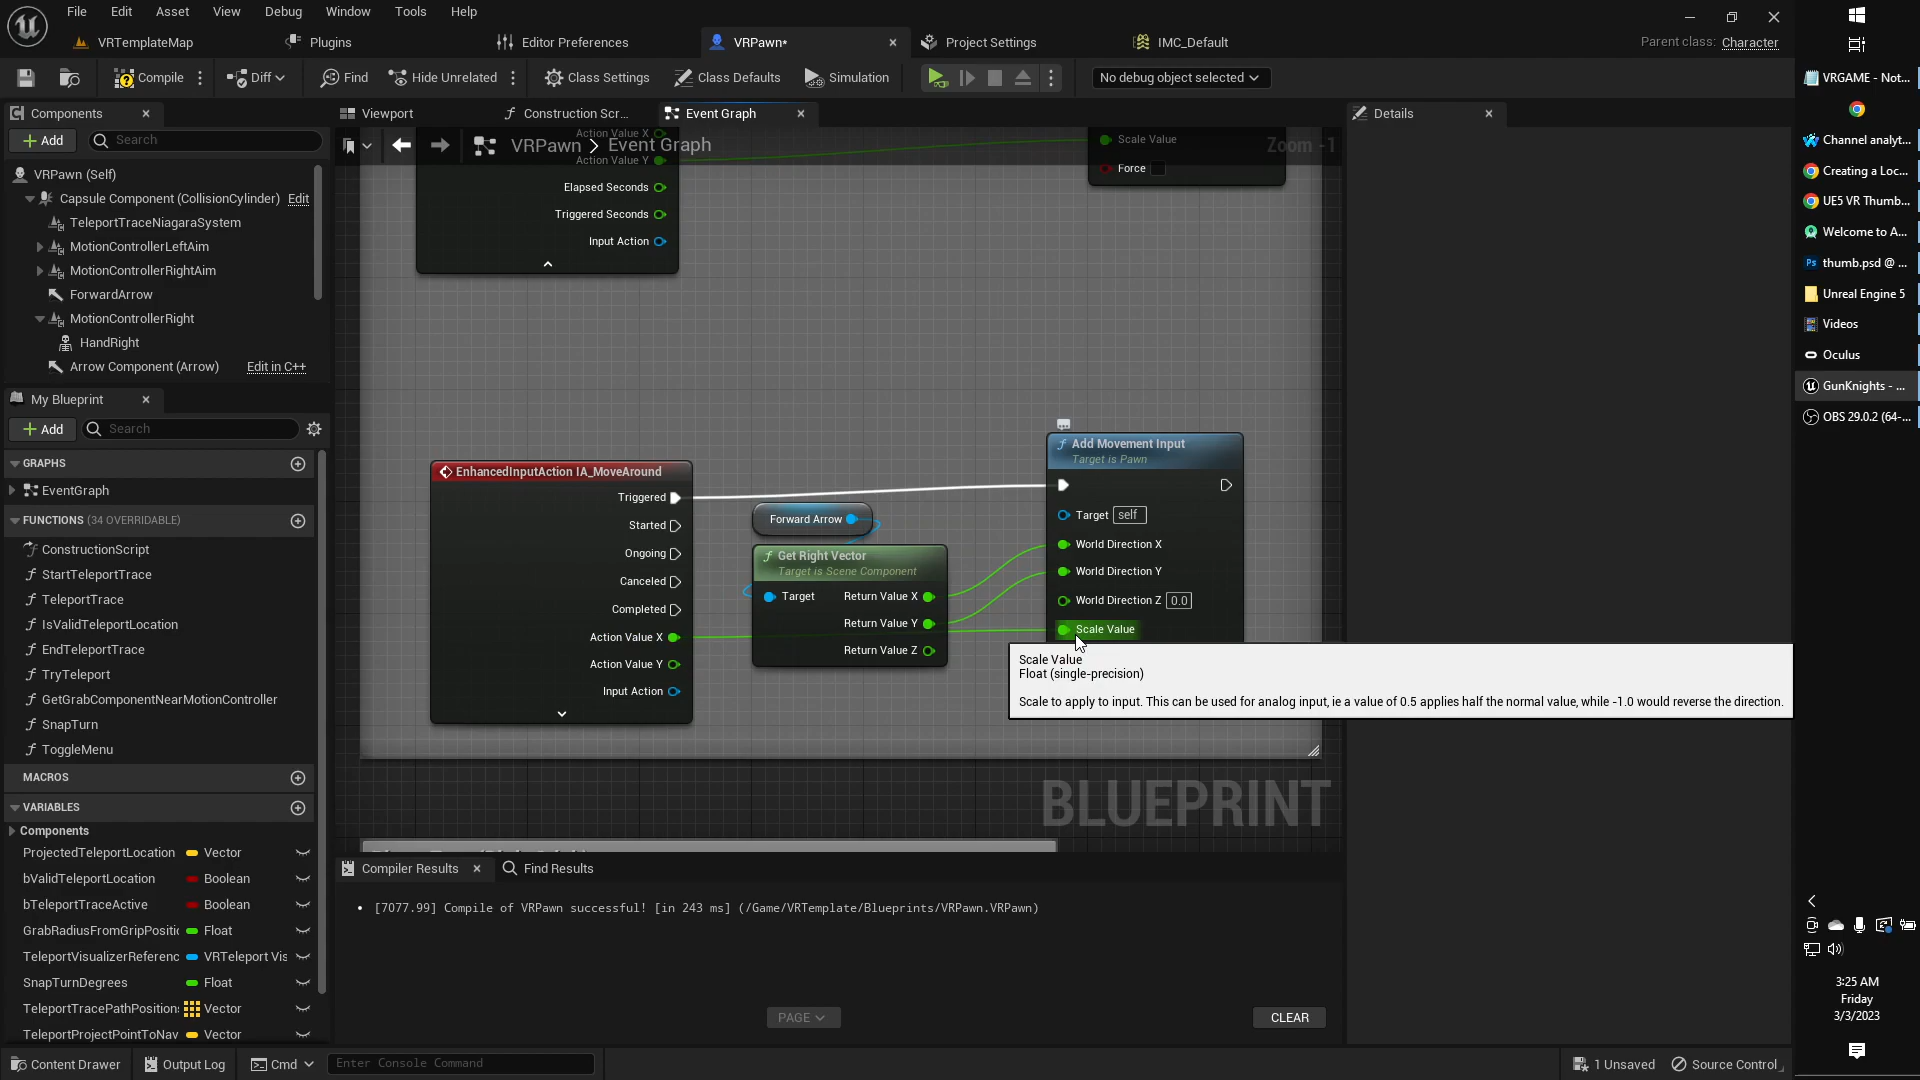 File Edit Asset View Debug Window Tools Help
VRTemplateMap Plugins Editor Preferences VRPawn* Project Settings IMC_Default Parent class: Character
Compile Diff Find Hide Unrelated Class Settings Class Defaults Simulation No debug object selected
Components
Add Search
VRPawn (Self)
Capsule Component (CollisionCylinder) Edit
TeleportTraceNiagaraSystem
MotionControllerLeftAim
MotionControllerRightAim
ForwardArrow
MotionControllerRight
HandRight
Arrow Component (Arrow) Edit in C++
My Blueprint
Add Search
GRAPHS
EventGraph
FUNCTIONS (34 OVERRIDABLE)
ConstructionScript
StartTeleportTrace
TeleportTrace
IsValidTeleportLocation
EndTeleportTrace
TryTeleport
GetGrabComponentNearMotionController
SnapTurn
ToggleMenu
MACROS
VARIABLES
Components
ProjectedTeleportLocation Vector
bValidTeleportLocation Boolean
bTeleportTraceActive Boolean
GrabRadiusFromGripPositic Float
TeleportVisualizerReferenc VRTeleport Vis
SnapTurnDegrees Float
TeleportTracePathPosition: Vector
TeleportProjectPointToNav Vector
Viewport Construction Scr... Event Graph
VRPawn > Event Graph Zoom -1
Action Value X
Action Value Y
Elapsed Seconds
Triggered Seconds
Input Action
Scale Value
Force
EnhancedInputAction IA_MoveAround
Triggered
Started
Ongoing
Canceled
Completed
Action Value X
Action Value Y
Input Action
Forward Arrow
Get Right Vector
Target is Scene Component
Target Return Value X
Return Value Y
Return Value Z
Add Movement Input
Target is Pawn
Target self
World Direction X
World Direction Y
World Direction Z 0.0
Scale Value
Scale Value
Float (single-precision)
Scale to apply to input. This can be used for analog input, ie a value of 0.5 applies half the normal value, while -1.0 would reverse the direction.
BLUEPRINT
Compiler Results Find Results
[7077.99] Compile of VRPawn successful! [in 243 ms] (/Game/VRTemplate/Blueprints/VRPawn.VRPawn)
PAGE CLEAR
Details
Content Drawer Output Log Cmd Enter Console Command 1 Unsaved Source Control
VRGAME - Not...
Channel analyt...
Creating a Loc...
UE5 VR Thumb...
Welcome to A...
Ps thumb.psd @ ...
Unreal Engine 5
Videos
Oculus
GunKnights - ...
OBS 29.0.2 (64-...
3:25 AM
Friday
3/3/2023